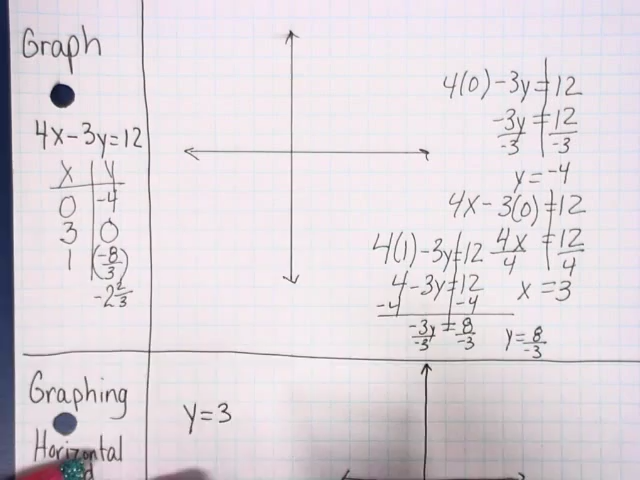 Graph
4x-3y=12
x | y
0 | -4
3 | 0
1 | (-8/3)
-2 2/3
4(0)-3y=12
-3y/-3 = 12/-3
y=-4
4x-3(0)=12
4x/4 = 12/4
x=3
4(1)-3y=12
4-3y=12
-4 -4
-3y/-3 = 8/-3
y=8/-3
Graphing
Horizontal
y=3